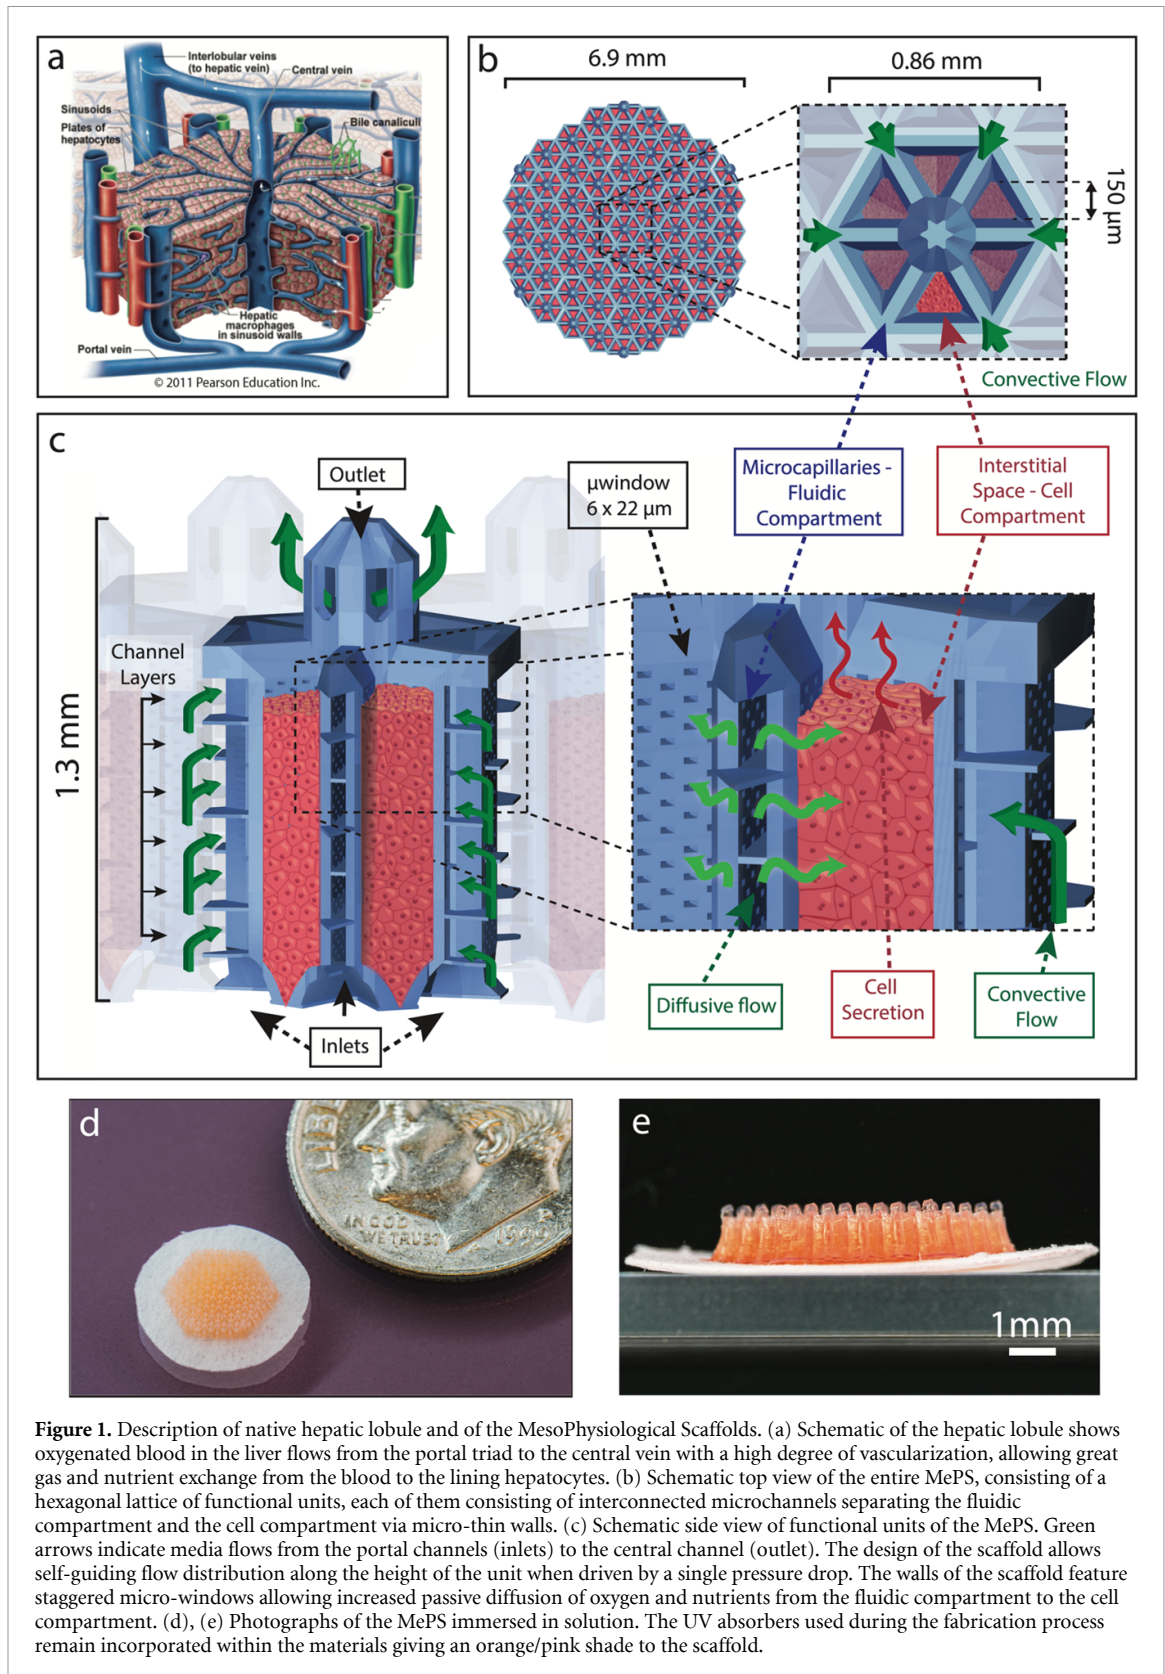 a
Interlobular veins
(to hepatic vein)
Central vein
Sinusoids
Plates of
hepatocytes
Bile canaliculi
Hepatic
macrophages
in sinusoid walls
Portal vein
© 2011 Pearson Education Inc.
b
6.9 mm
0.86 mm
150 µm
Convective Flow
c
Outlet
µwindow
6 x 22 µm
Microcapillaries -
Fluidic
Compartment
Interstitial
Space - Cell
Compartment
Channel
Layers
1.3 mm
Inlets
Diffusive flow
Cell
Secretion
Convective
Flow
d
LIB
IN GOD
WE TRUST
P
e
1mm
Figure 1. Description of native hepatic lobule and of the MesoPhysiological Scaffolds. (a) Schematic of the hepatic lobule shows
oxygenated blood in the liver flows from the portal triad to the central vein with a high degree of vascularization, allowing great
gas and nutrient exchange from the blood to the lining hepatocytes. (b) Schematic top view of the entire MePS, consisting of a
hexagonal lattice of functional units, each of them consisting of interconnected microchannels separating the fluidic
compartment and the cell compartment via micro-thin walls. (c) Schematic side view of functional units of the MePS. Green
arrows indicate media flows from the portal channels (inlets) to the central channel (outlet). The design of the scaffold allows
self-guiding flow distribution along the height of the unit when driven by a single pressure drop. The walls of the scaffold feature
staggered micro-windows allowing increased passive diffusion of oxygen and nutrients from the fluidic compartment to the cell
compartment. (d), (e) Photographs of the MePS immersed in solution. The UV absorbers used during the fabrication process
remain incorporated within the materials giving an orange/pink shade to the scaffold.